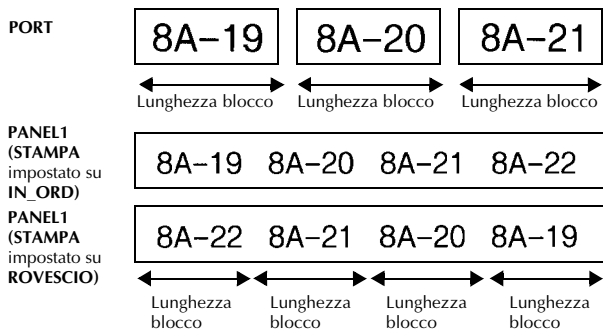 PORT
8A–19 8A–20 8A–21
Lunghezza blocco Lunghezza blocco Lunghezza blocco
PANEL1
(STAMPA
impostato su
IN_ORD)
8A–19 8A–20 8A–21 8A–22
PANEL1
(STAMPA
impostato su
ROVESCIO)
8A–22 8A–21 8A–20 8A–19
Lunghezza blocco
Lunghezza blocco
Lunghezza blocco
Lunghezza blocco